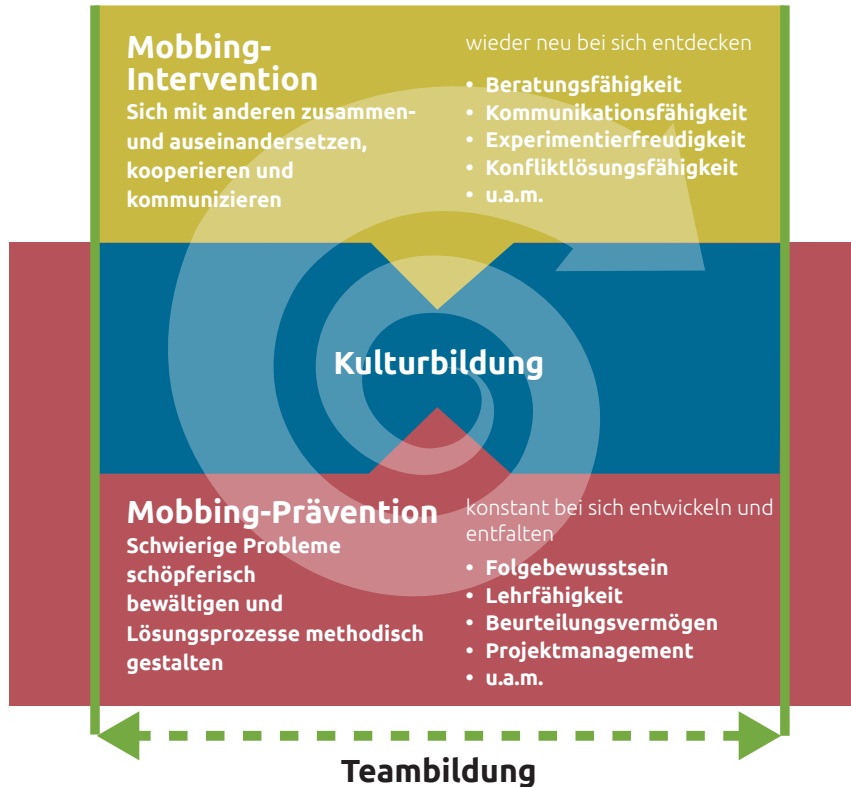 Mobbing-
Intervention
Sich mit anderen zusammen-
und auseinandersetzen,
kooperieren und
kommunizieren
wieder neu bei sich entdecken
• Beratungsfähigkeit
• Kommunikationsfähigkeit
• Experimentierfreudigkeit
• Konfliktlösungsfähigkeit
• u.a.m.
Kulturbildung
Mobbing-Prävention
Schwierige Probleme
schöpferisch
bewältigen und
Lösungsprozesse methodisch
gestalten
konstant bei sich entwickeln und
entfalten
• Folgebewusstsein
• Lehrfähigkeit
• Beurteilungsvermögen
• Projektmanagement
• u.a.m.
Teambildung